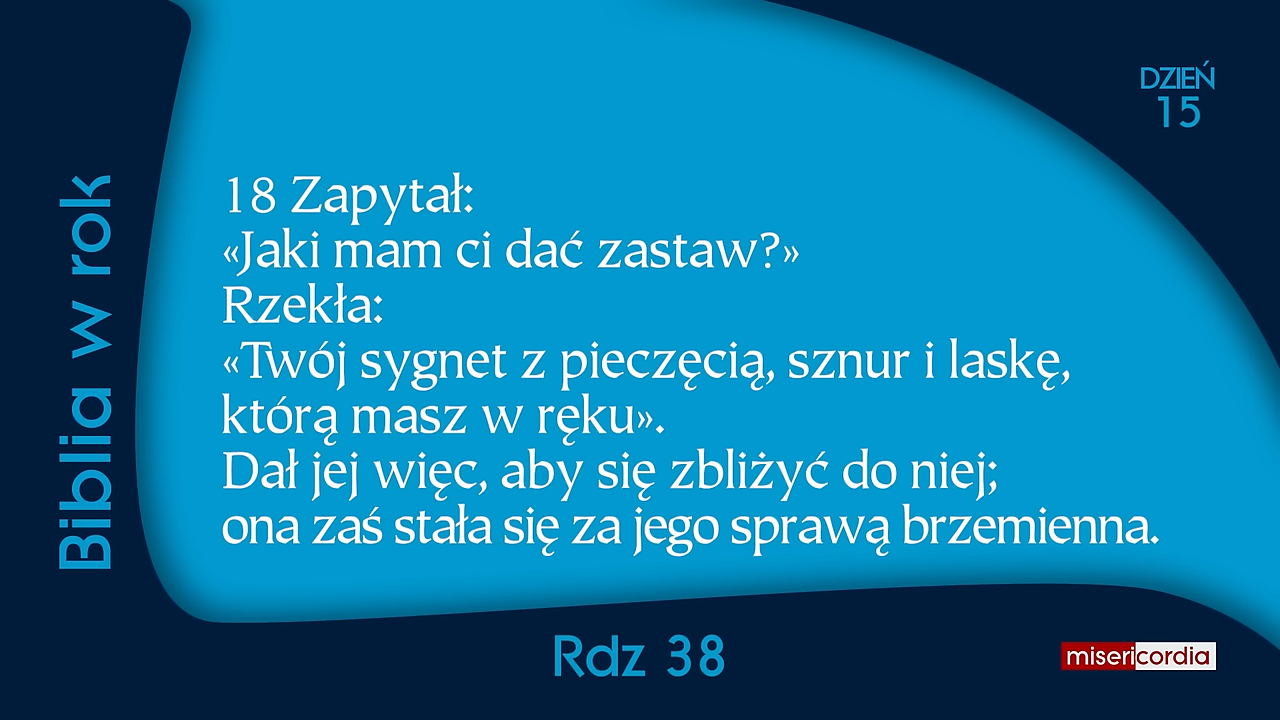 DZIEŃ
15
Biblia w rok
18 Zapytał:
«Jaki mam ci dać zastaw?»
Rzekła:
«Twój sygnet z pieczęcią, sznur i laskę,
którą masz w ręku».
Dał jej więc, aby się zbliżyć do niej;
ona zaś stała się za jego sprawą brzemienna.
Rdz 38
misericordia